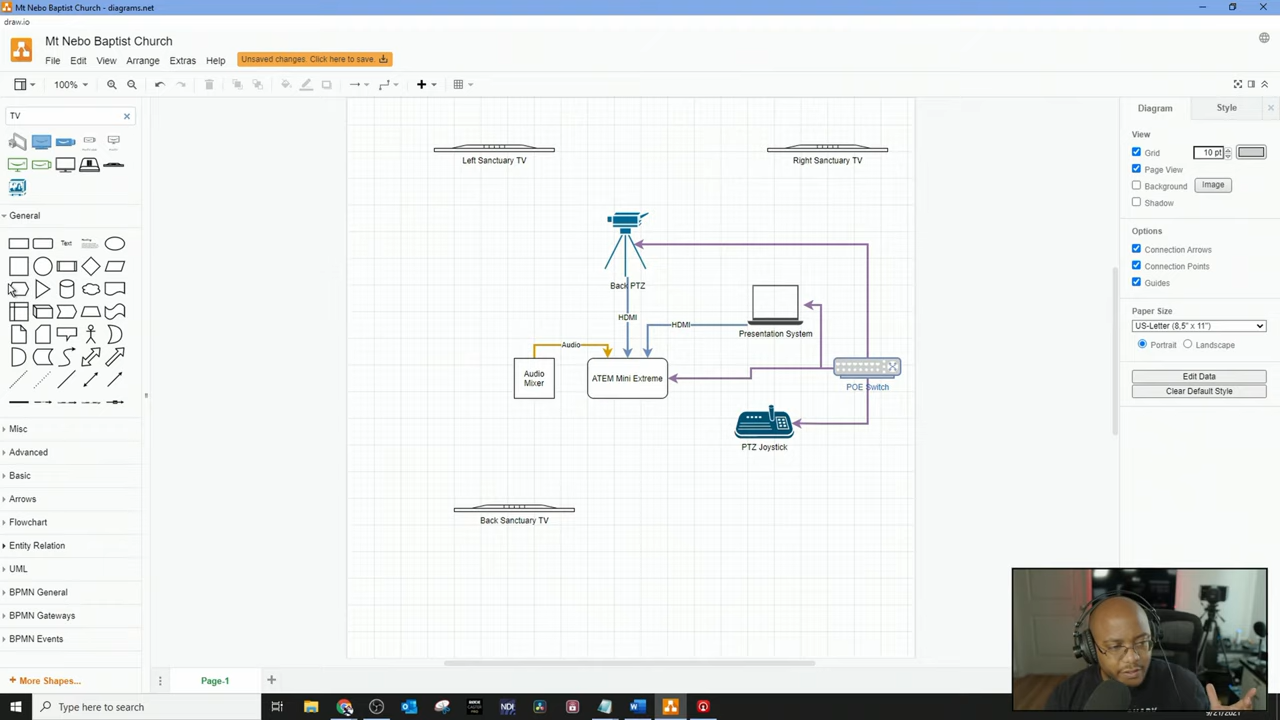 Mt Nebo Baptist Church - diagrams.net
draw.io
Mt Nebo Baptist Church
File Edit View Arrange Extras Help
Unsaved changes. Click here to save.
100%
TV
General
Text
Misc
Advanced
Basic
Arrows
Flowchart
Entity Relation
UML
BPMN General
BPMN Gateways
BPMN Events
+ More Shapes...
Left Sanctuary TV
Right Sanctuary TV
Back PTZ
HDMI
HDMI
Presentation System
Audio
Audio
Mixer
ATEM Mini Extreme
POE Switch
PTZ Joystick
Back Sanctuary TV
Page-1
Diagram
Style
View
Grid
10 pt
Page View
Background
Image
Shadow
Options
Connection Arrows
Connection Points
Guides
Paper Size
US-Letter (8,5" x 11")
Portrait
Landscape
Edit Data
Clear Default Style
Type here to search
NDI
9/21/2021